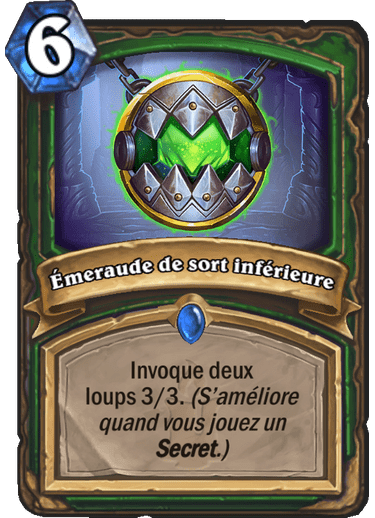 6
Émeraude de sort inférieure
Invoque deux
loups 3/3. (S’améliore
quand vous jouez un
Secret.)